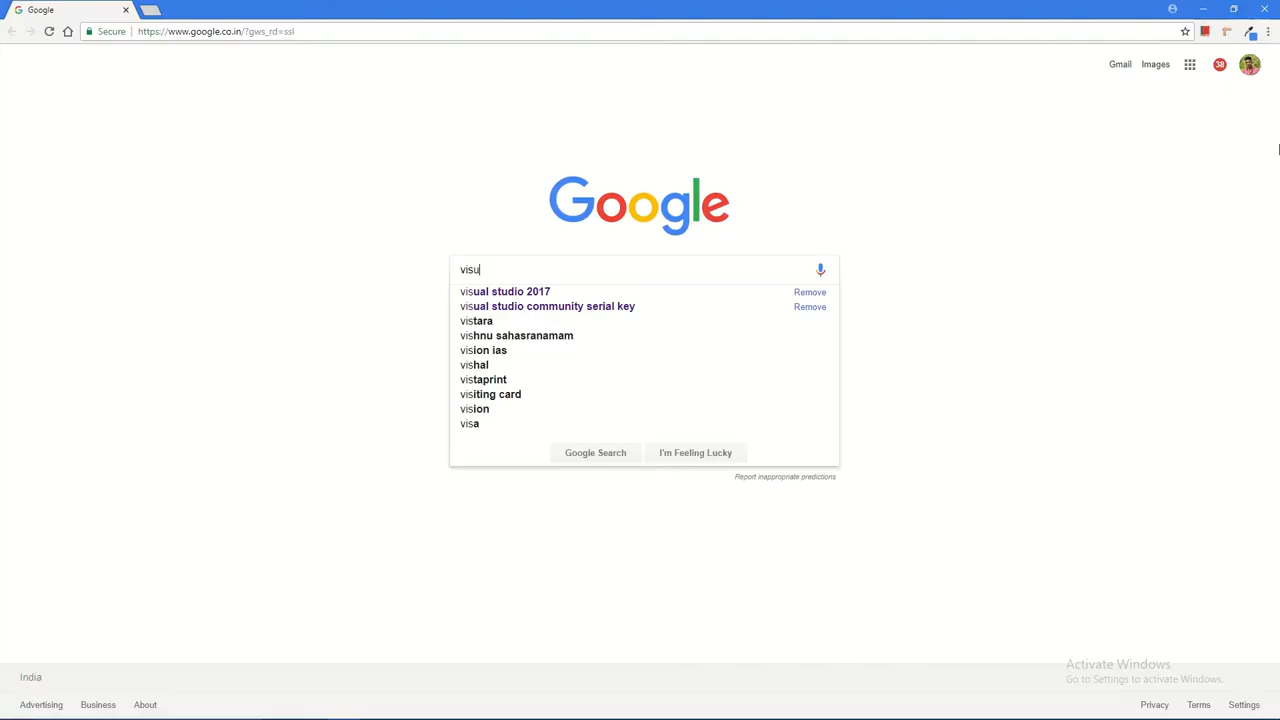 Google
Secure https://www.google.co.in/?gws_rd=ssl
Gmail Images 38
Google
visu
visual studio 2017 Remove
visual studio community serial key Remove
vistara
vishnu sahasranamam
vision ias
vishal
vistaprint
visiting card
vision
visa
Google Search I'm Feeling Lucky
Report inappropriate predictions
Activate Windows
Go to Settings to activate Windows.
India
Advertising Business About Privacy Terms Settings